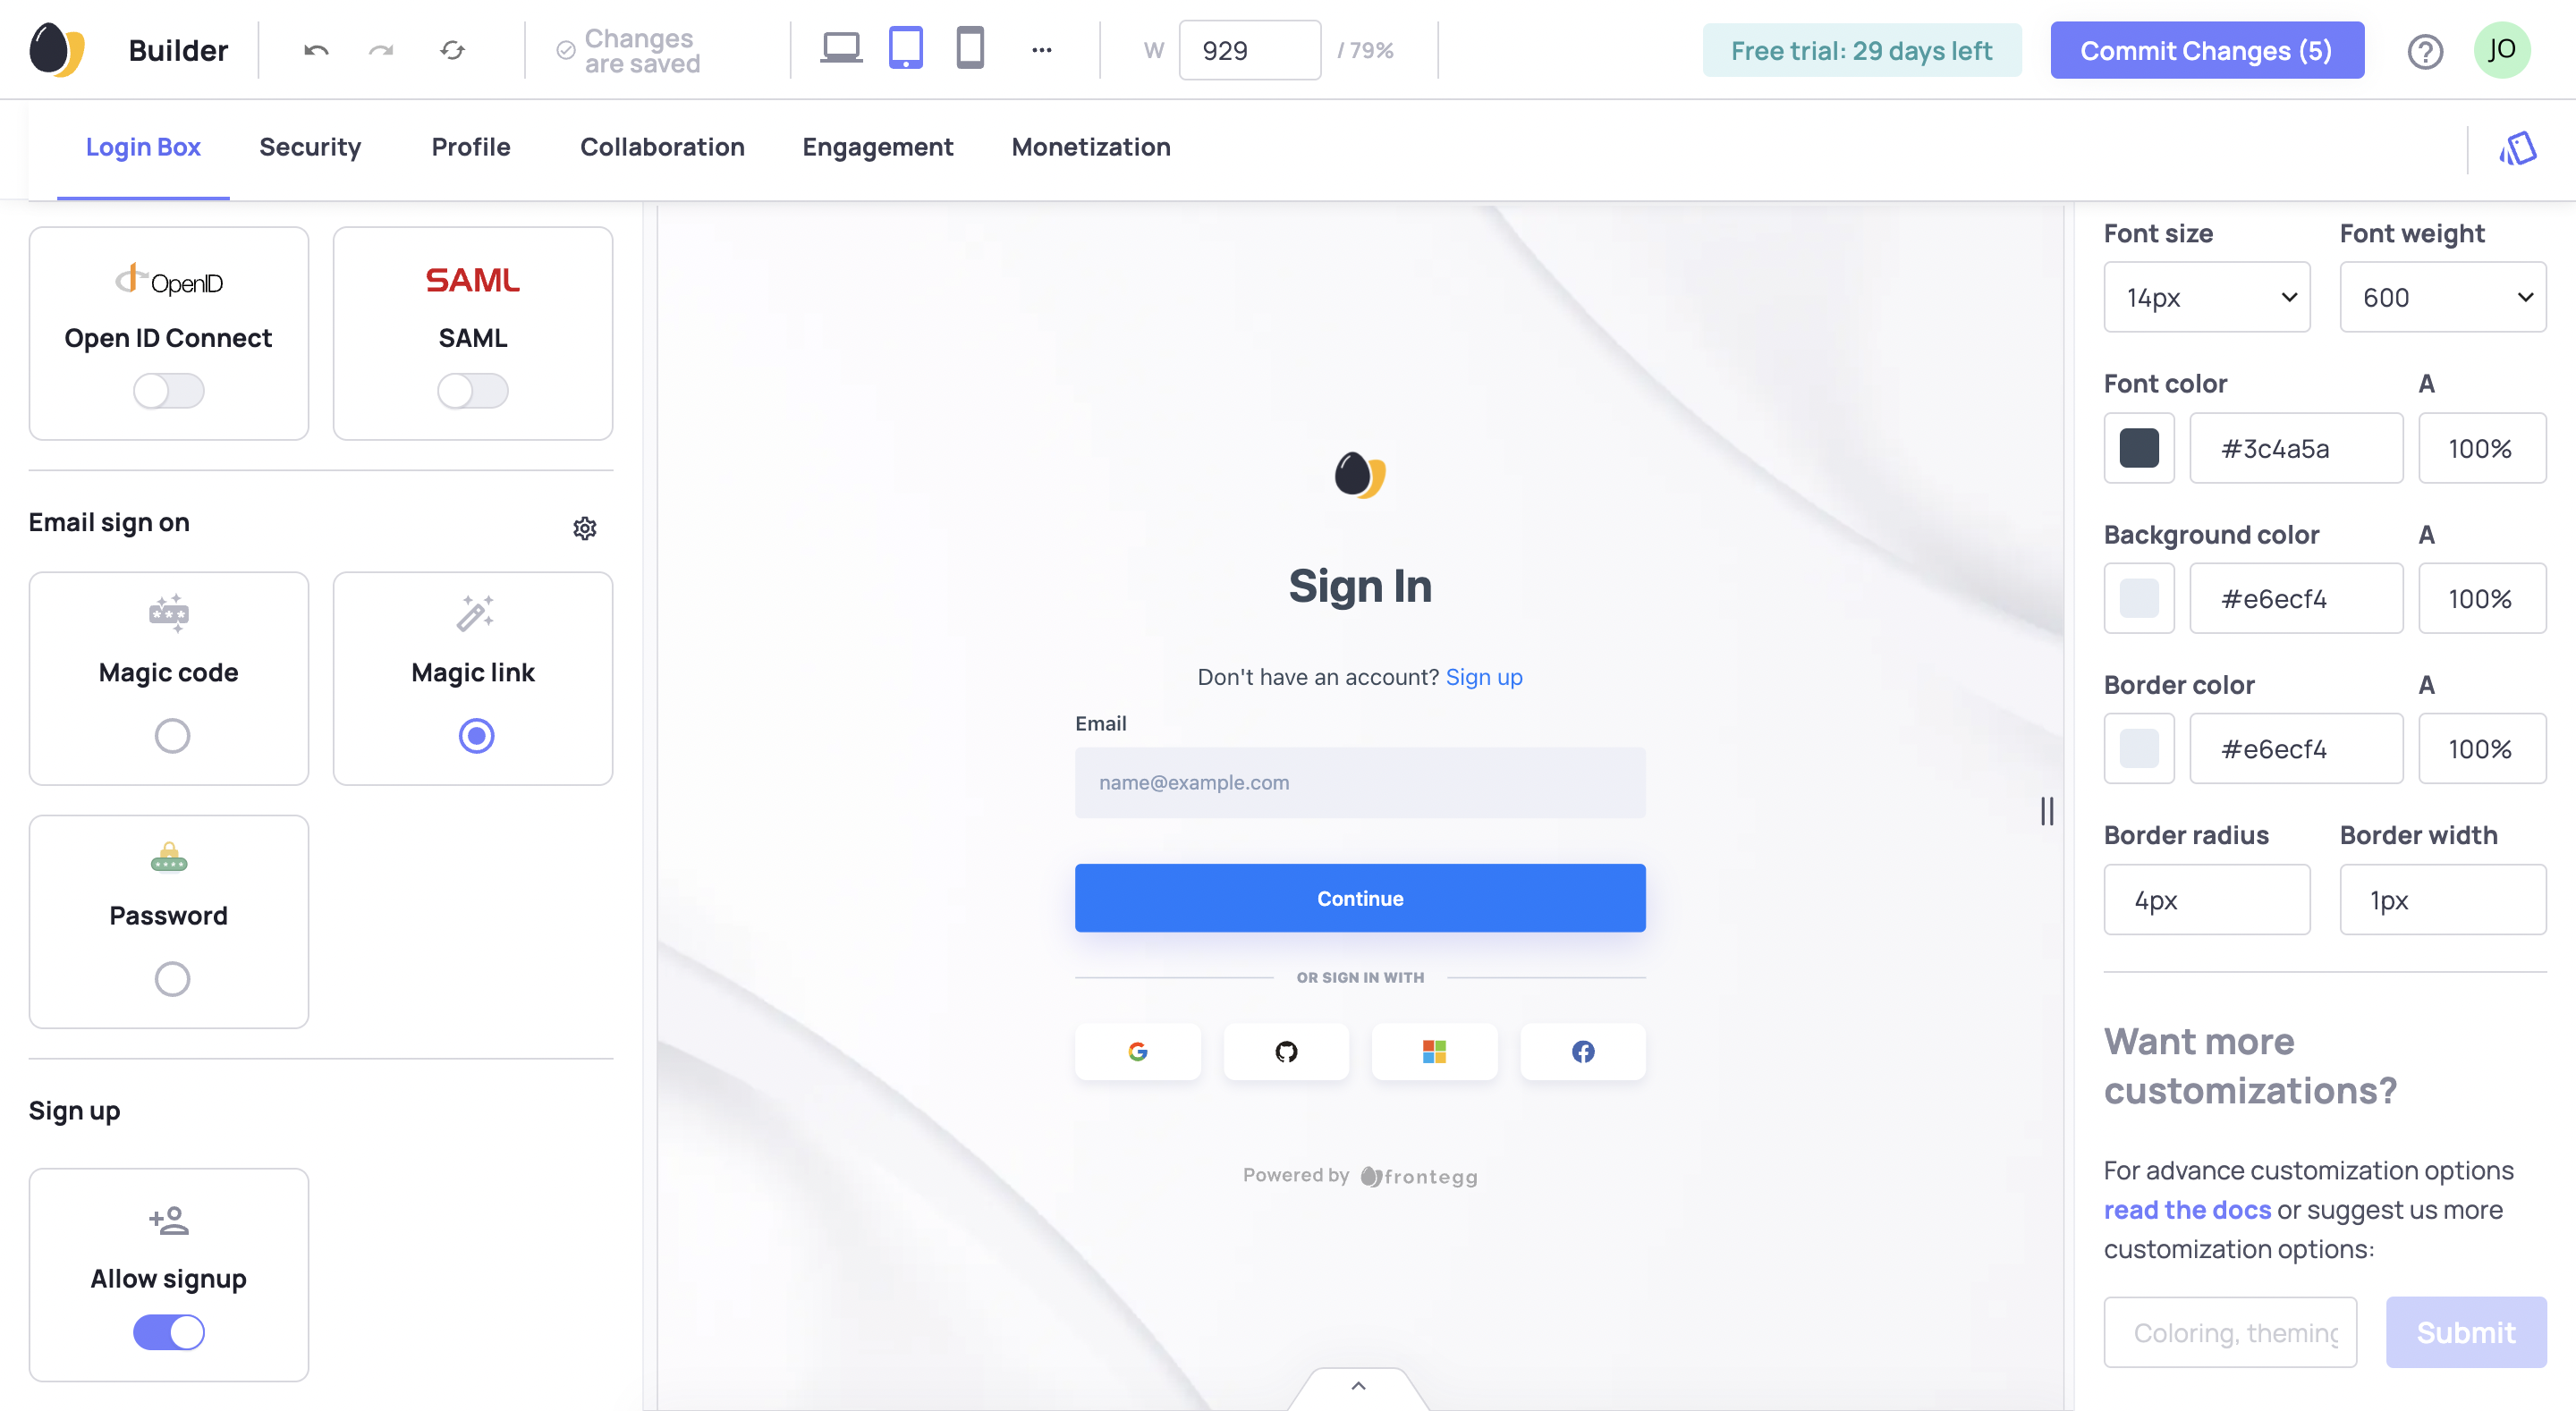 Builder
Changes
are saved
W
929
/ 79%
Free trial: 29 days left
Commit Changes (5)
JO
Login Box
Security
Profile
Collaboration
Engagement
Monetization
OpenID
Open ID Connect
SAML
SAML
Email sign on
Magic code
Magic link
Password
Sign up
Allow signup
Sign In
Don't have an account? Sign up
Email
name@example.com
Continue
OR SIGN IN WITH
Powered by frontegg
Font size
Font weight
14px
600
Font color
A
#3c4a5a
100%
Background color
A
#e6ecf4
100%
Border color
A
#e6ecf4
100%
Border radius
Border width
4px
1px
Want more
customizations?
For advance customization options
read the docs or suggest us more
customization options:
Coloring, theming
Submit